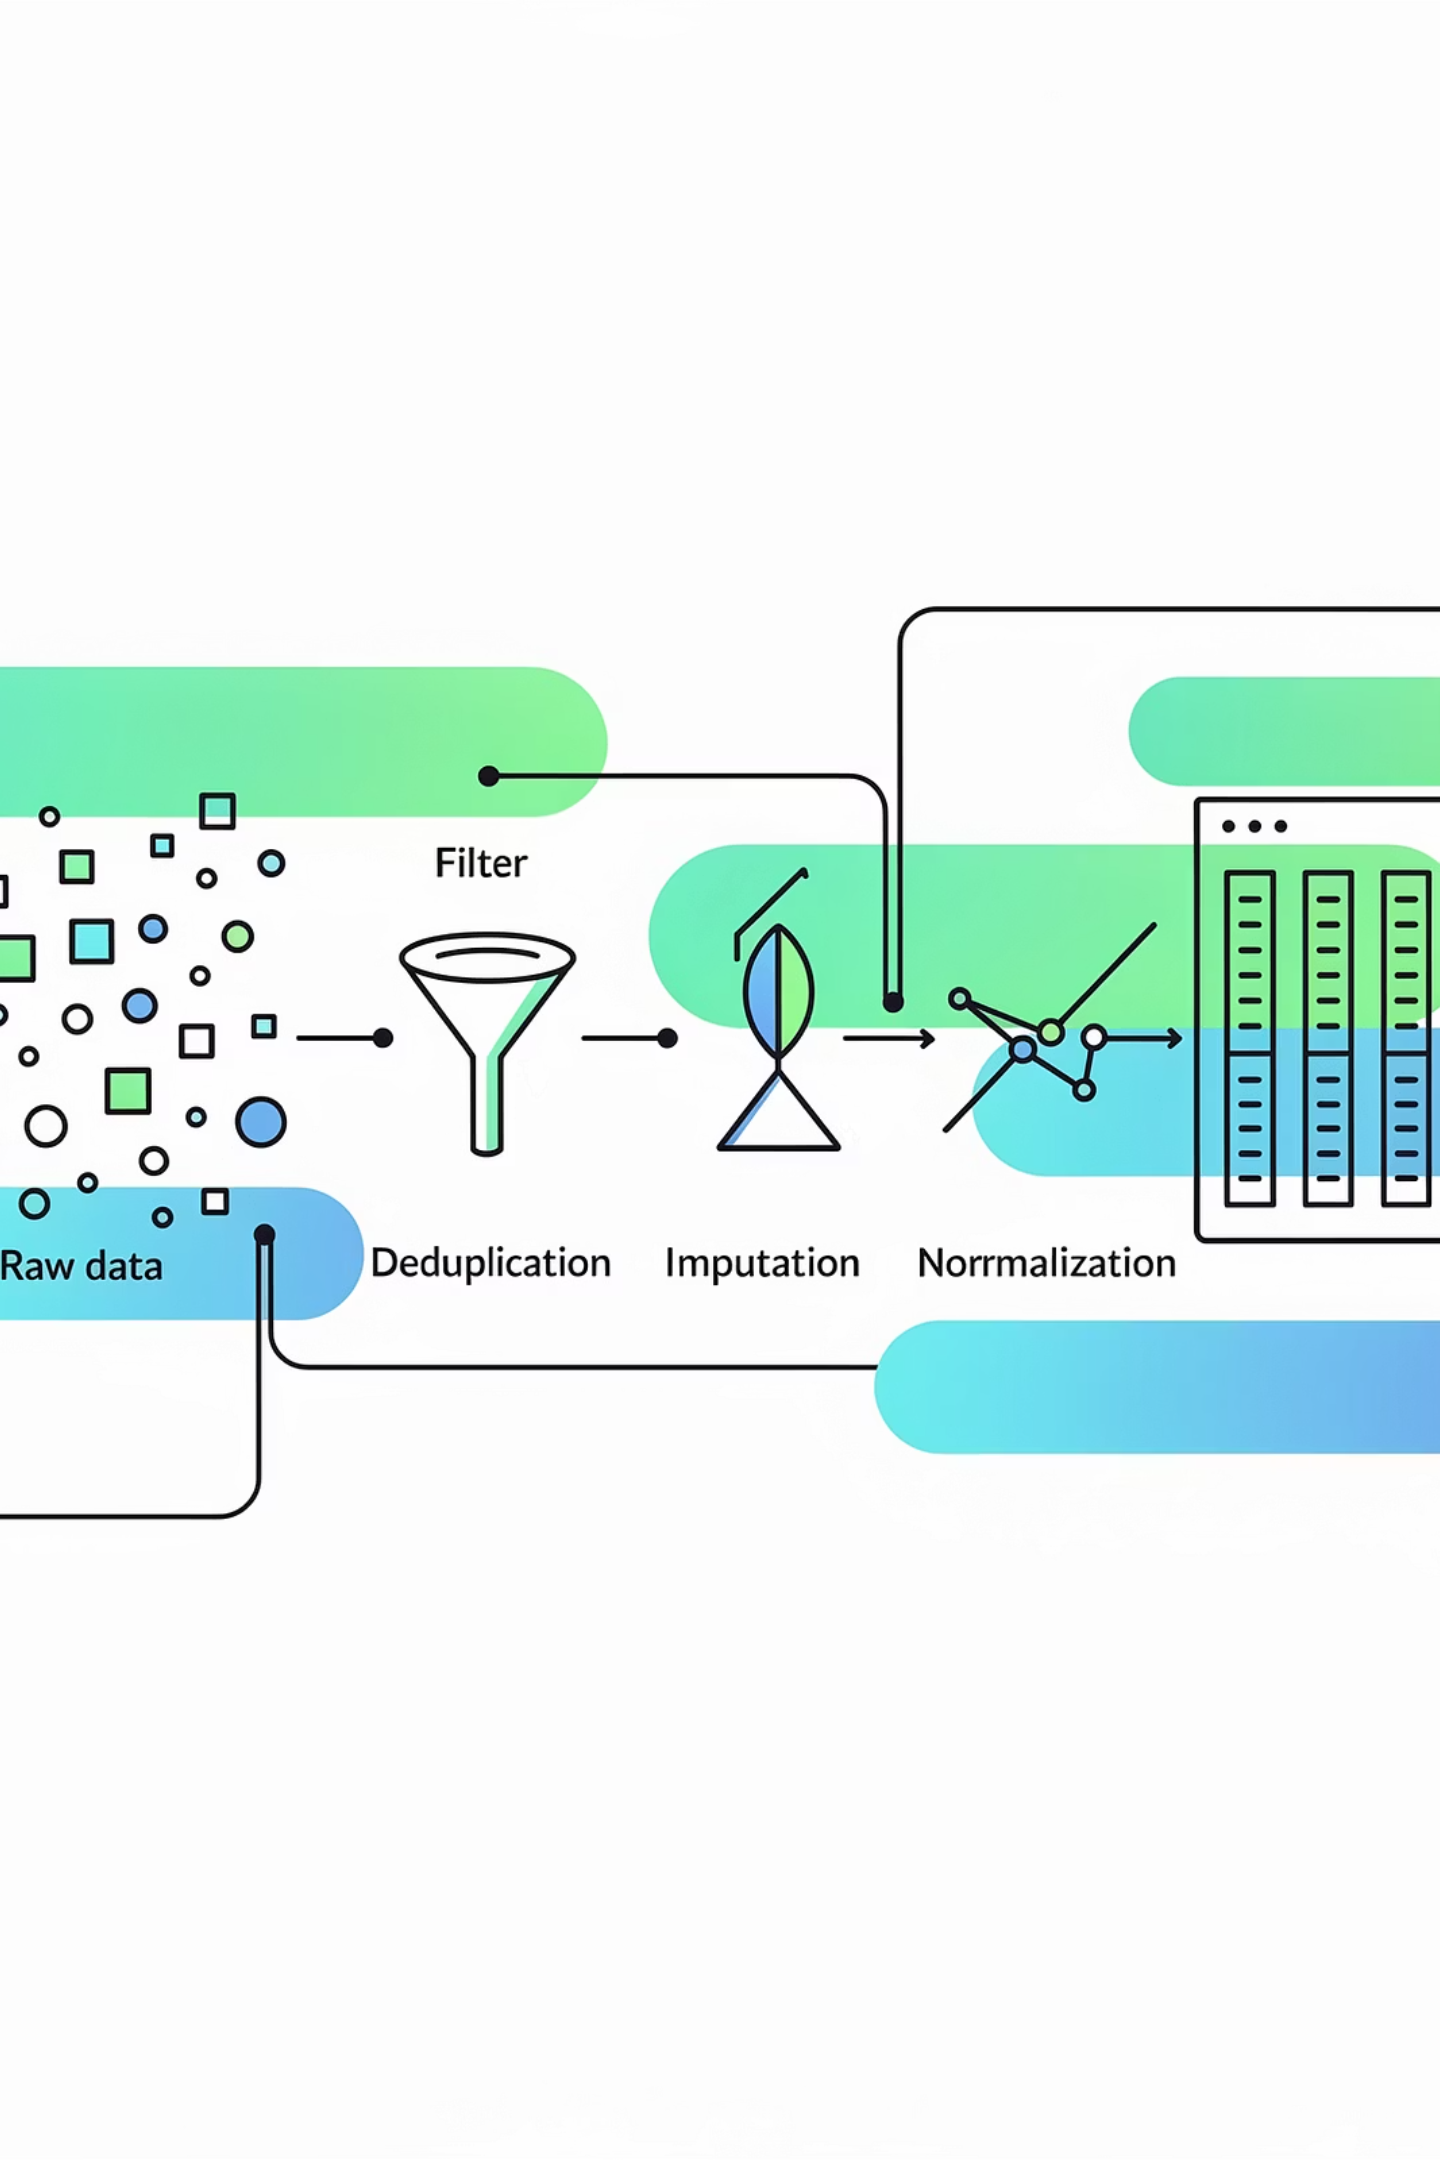 Filter
Raw data
Deduplication
Imputation
Norrmalization